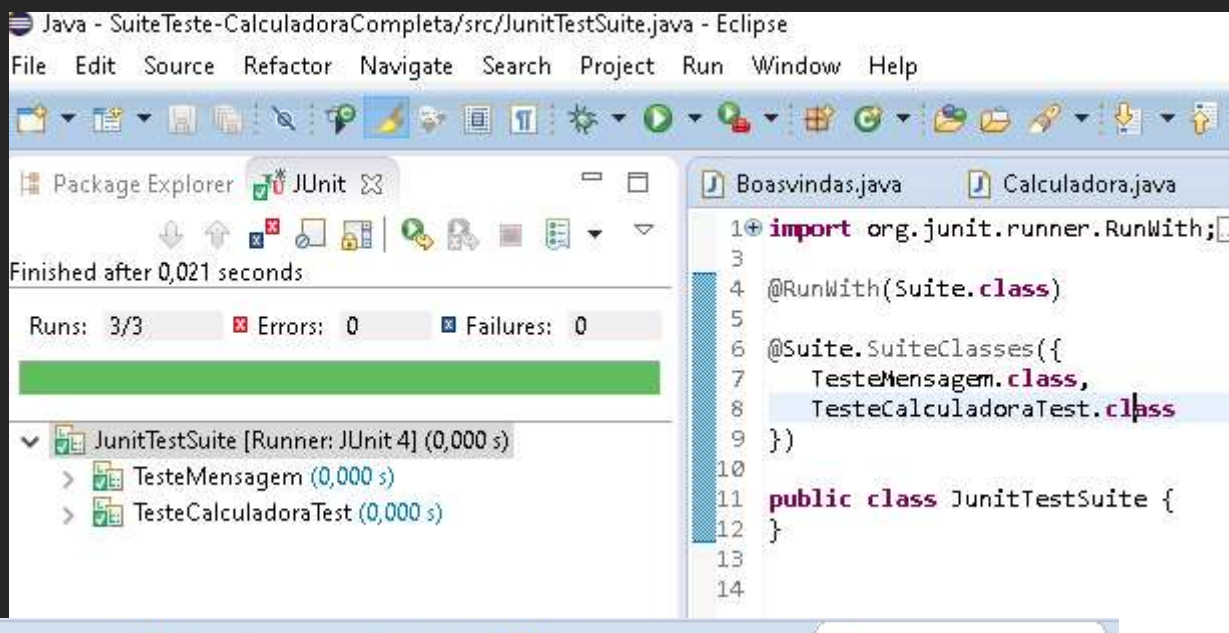 Java - SuiteTeste-CalculadoraCompleta/src/JunitTestSuite.java - Eclipse
File Edit Source Refactor Navigate Search Project Run Window Help
Package Explorer JUnit
Finished after 0,021 seconds
Runs: 3/3 Errors: 0 Failures: 0
JunitTestSuite [Runner: JUnit 4] (0,000 s)
TesteMensagem (0,000 s)
TesteCalculadoraTest (0,000 s)
Boasvindas.java Calculadora.java
1 import org.junit.runner.RunWith;
3
4 @RunWith(Suite.class)
5
6 @Suite.SuiteClasses({
7 TesteMensagem.class,
8 TesteCalculadoraTest.class
9 })
10
11 public class JunitTestSuite {
12 }
13
14